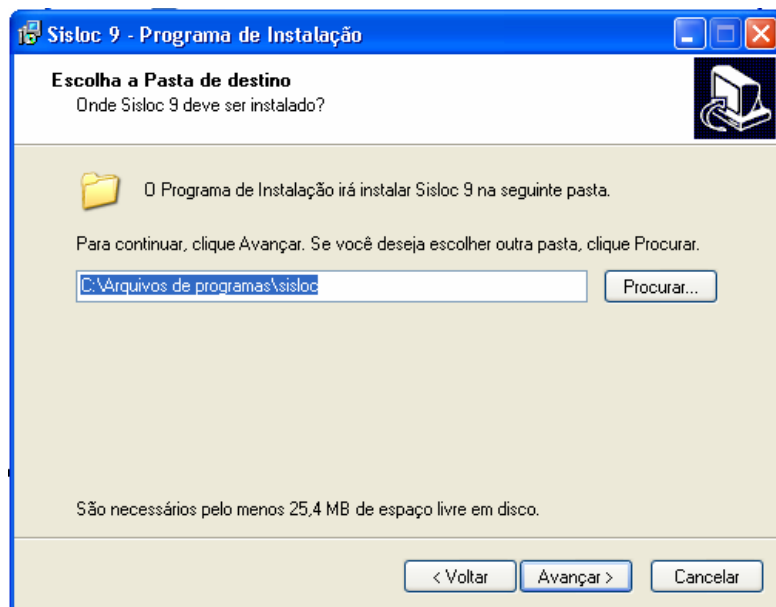 Sisloc 9 - Programa de Instalação
Escolha a Pasta de destino
Onde Sisloc 9 deve ser instalado?
O Programa de Instalação irá instalar Sisloc 9 na seguinte pasta.
Para continuar, clique Avançar. Se você deseja escolher outra pasta, clique Procurar.
C:\Arquivos de programas\sisloc
Procurar...
São necessários pelo menos 25,4 MB de espaço livre em disco.
< Voltar
Avançar >
Cancelar